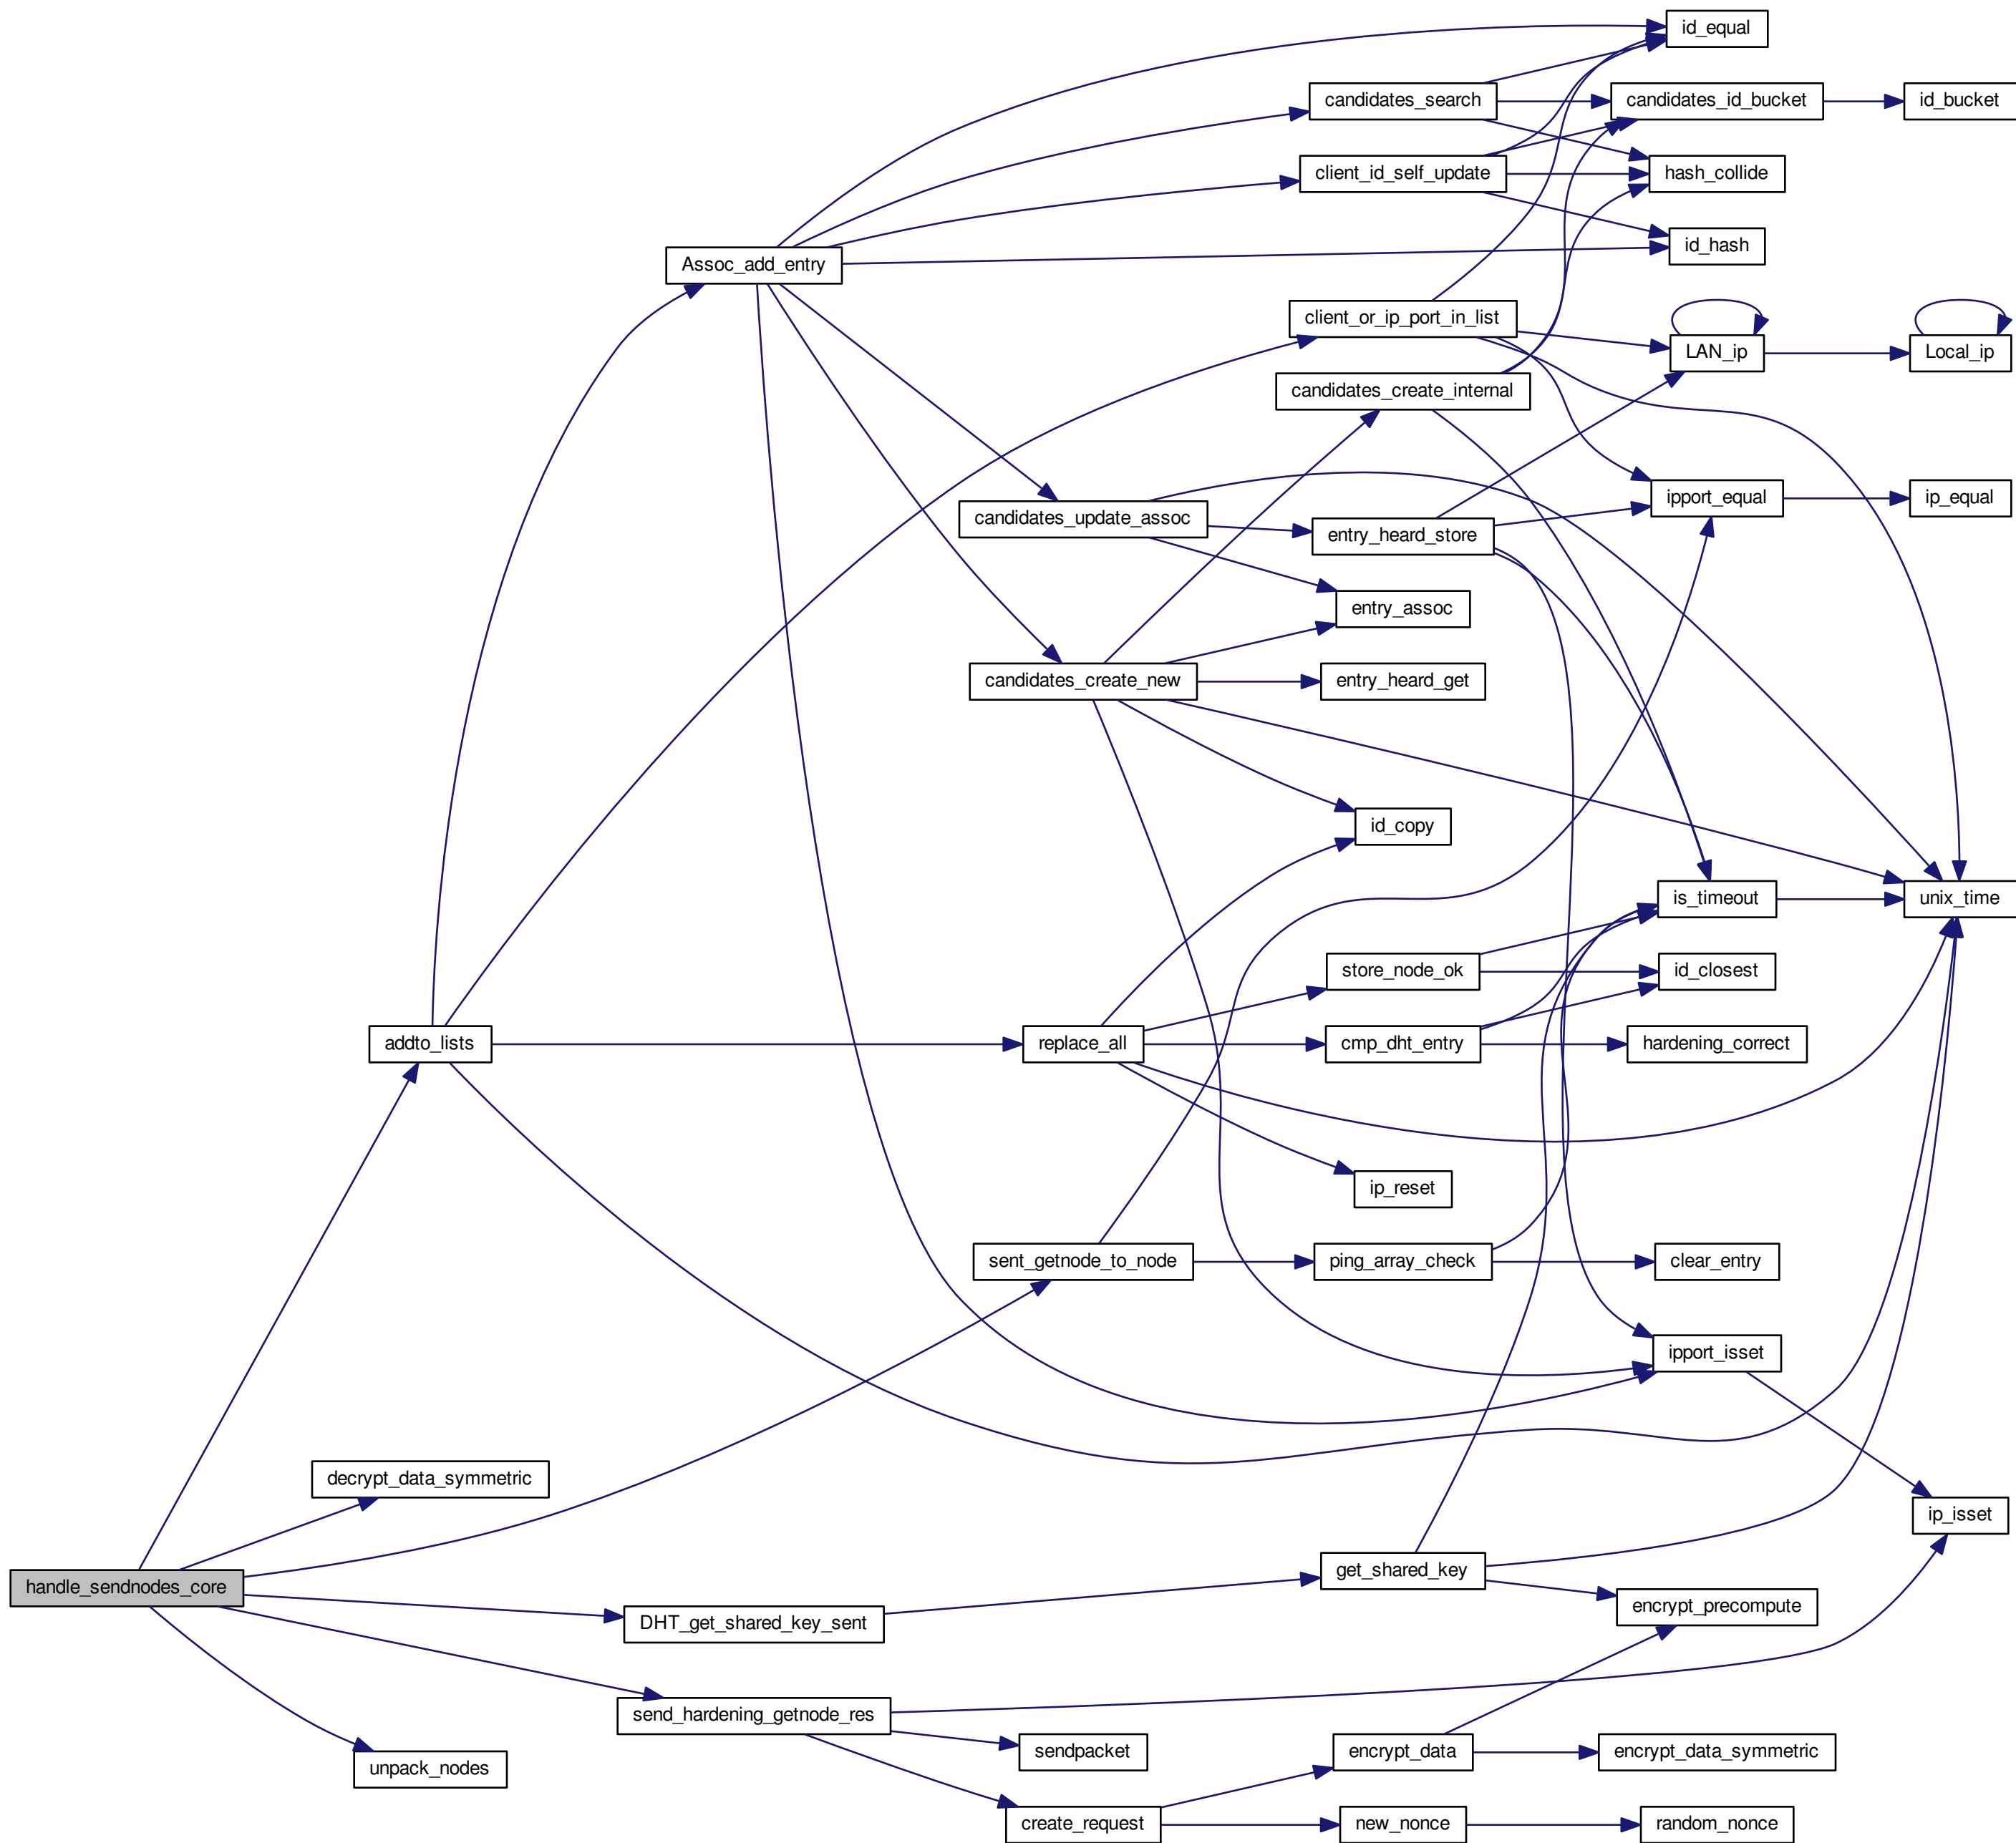 id_equal
candidates_search
candidates_id_bucket
id_bucket
client_id_self_update
hash_collide
id_hash
Assoc_add_entry
client_or_ip_port_in_list
LAN_ip
Local_ip
candidates_create_internal
ipport_equal
ip_equal
candidates_update_assoc
entry_heard_store
entry_assoc
candidates_create_new
entry_heard_get
id_copy
is_timeout
unix_time
store_node_ok
id_closest
addto_lists
replace_all
cmp_dht_entry
hardening_correct
ip_reset
sent_getnode_to_node
ping_array_check
clear_entry
ipport_isset
decrypt_data_symmetric
ip_isset
handle_sendnodes_core
get_shared_key
DHT_get_shared_key_sent
encrypt_precompute
send_hardening_getnode_res
sendpacket
encrypt_data
encrypt_data_symmetric
unpack_nodes
create_request
new_nonce
random_nonce